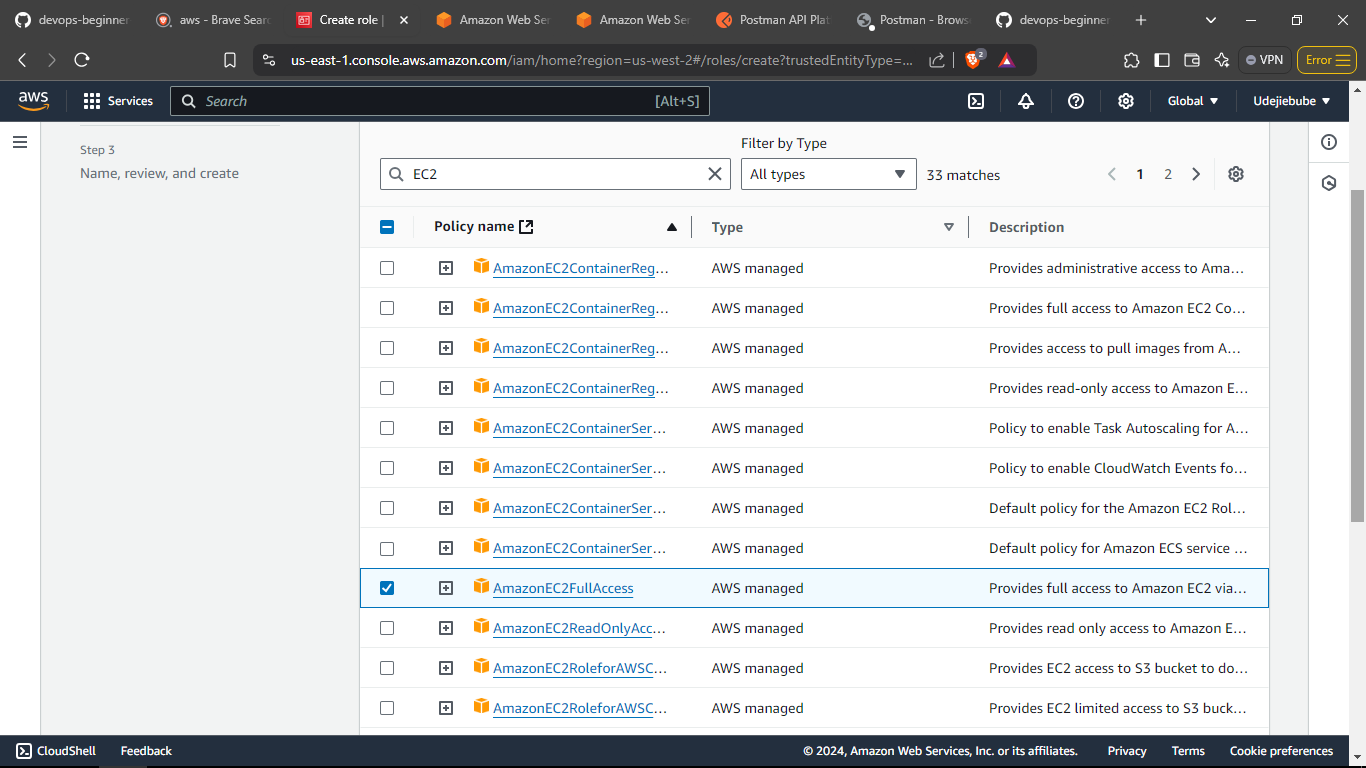 devops-beginner
aws - Brave Sear
Create role |
Amazon Web Ser
Amazon Web Ser
Postman API Plat
Postman - Brows
devops-beginner
us-east-1.console.aws.amazon.com/iam/home?region=us-west-2#/roles/create?trustedEntityType=...
2
VPN
Error
aws
Services
Search
[Alt+S]
Global
Udejiebube
Step 3
Name, review, and create
Filter by Type
EC2
All types
33 matches
1 2
Policy name Type Description
AmazonEC2ContainerReg... AWS managed Provides administrative access to Ama...
AmazonEC2ContainerReg... AWS managed Provides full access to Amazon EC2 Co...
AmazonEC2ContainerReg... AWS managed Provides access to pull images from A...
AmazonEC2ContainerReg... AWS managed Provides read-only access to Amazon E...
AmazonEC2ContainerSer... AWS managed Policy to enable Task Autoscaling for A...
AmazonEC2ContainerSer... AWS managed Policy to enable CloudWatch Events fo...
AmazonEC2ContainerSer... AWS managed Default policy for the Amazon EC2 Rol...
AmazonEC2ContainerSer... AWS managed Default policy for Amazon ECS service ...
AmazonEC2FullAccess AWS managed Provides full access to Amazon EC2 via...
AmazonEC2ReadOnlyAcc... AWS managed Provides read only access to Amazon E...
AmazonEC2RoleforAWSC... AWS managed Provides EC2 access to S3 bucket to do...
AmazonEC2RoleforAWSC... AWS managed Provides EC2 limited access to S3 buck...
CloudShell Feedback © 2024, Amazon Web Services, Inc. or its affiliates. Privacy Terms Cookie preferences